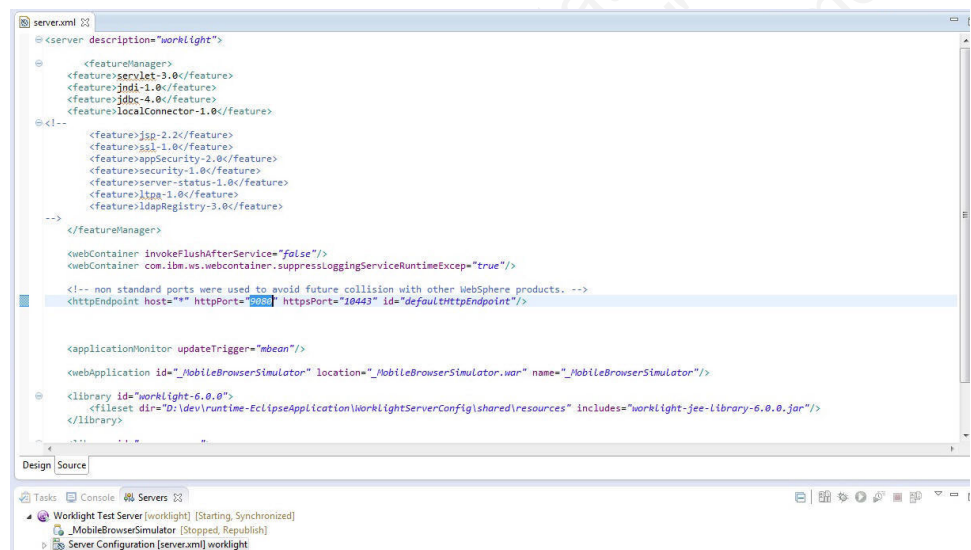 server.xml
<server description="worklight">
<featureManager>
<feature>servlet-3.0</feature>
<feature>jndi-1.0</feature>
<feature>jdbc-4.0</feature>
<feature>localConnector-1.0</feature>
<!--
<feature>jsp-2.2</feature>
<feature>ssl-1.0</feature>
<feature>appSecurity-2.0</feature>
<feature>security-1.0</feature>
<feature>server-status-1.0</feature>
<feature>ltpa-1.0</feature>
<feature>ldapRegistry-3.0</feature>
-->
</featureManager>
<webContainer invokeFlushAfterService="false"/>
<webContainer com.ibm.ws.webcontainer.suppressLoggingServiceRuntimeExcep="true"/>
<!-- non standard ports were used to avoid future collision with other WebSphere products. -->
<httpEndpoint host="*" httpPort="9080" httpsPort="10443" id="defaultHttpEndpoint"/>
<applicationMonitor updateTrigger="mbean"/>
<webApplication id="_MobileBrowserSimulator" location="_MobileBrowserSimulator.war" name="_MobileBrowserSimulator"/>
<library id="worklight-6.0.0">
<fileset dir="D:\dev\runtime-EclipseApplication\WorklightServerConfig\shared\resources" includes="worklight-jee-library-6.0.0.jar"/>
</library>
Design Source
Tasks Console Servers
Worklight Test Server [worklight] [Starting, Synchronized]
_MobileBrowserSimulator [Stopped, Republish]
Server Configuration [server.xml] worklight